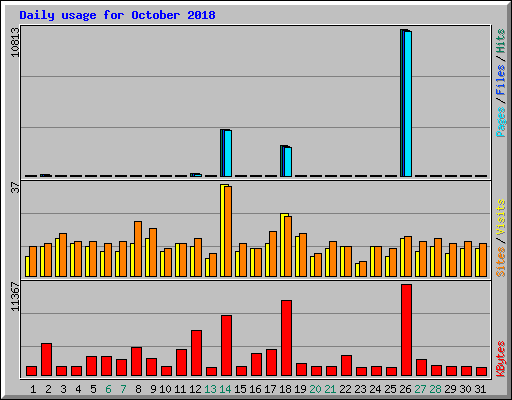 Daily usage for October 2018
10813
Pages / Files / Hits
37
Sites / Visits
11367
KBytes
1 2 3 4 5 6 7 8 9 10 11 12 13 14 15 16 17 18 19 20 21 22 23 24 25 26 27 28 29 30 31